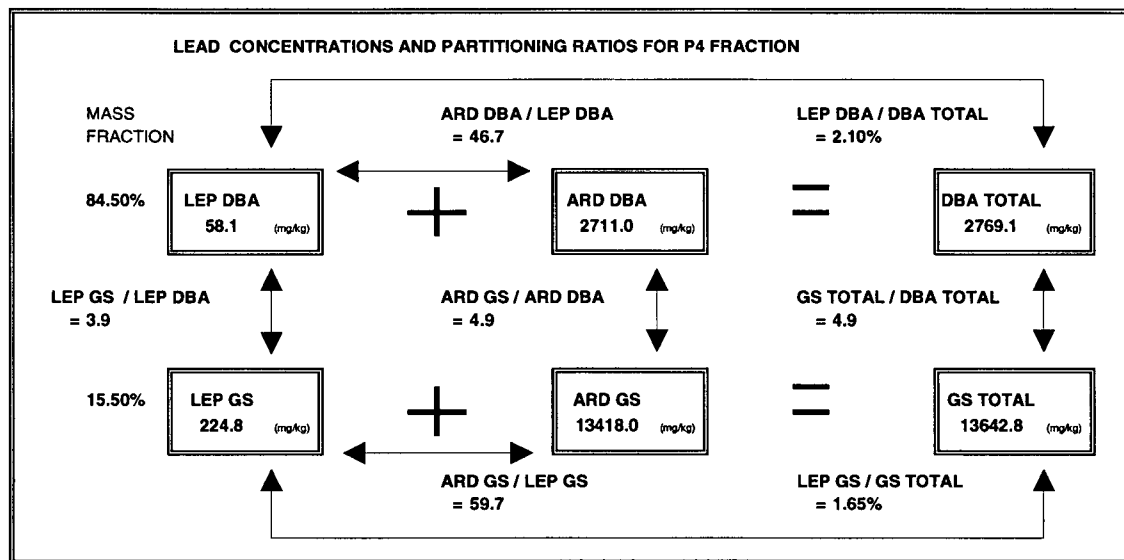 LEAD CONCENTRATIONS AND PARTITIONING RATIOS FOR P4 FRACTION
MASS
FRACTION
ARD DBA / LEP DBA
= 46.7
LEP DBA / DBA TOTAL
= 2.10%
84.50%
LEP DBA
58.1 (mg/kg)
+
ARD DBA
2711.0 (mg/kg)
=
DBA TOTAL
2769.1 (mg/kg)
LEP GS / LEP DBA
= 3.9
ARD GS / ARD DBA
= 4.9
GS TOTAL / DBA TOTAL
= 4.9
15.50%
LEP GS
224.8 (mg/kg)
+
ARD GS
13418.0 (mg/kg)
=
GS TOTAL
13642.8 (mg/kg)
ARD GS / LEP GS
= 59.7
LEP GS / GS TOTAL
= 1.65%